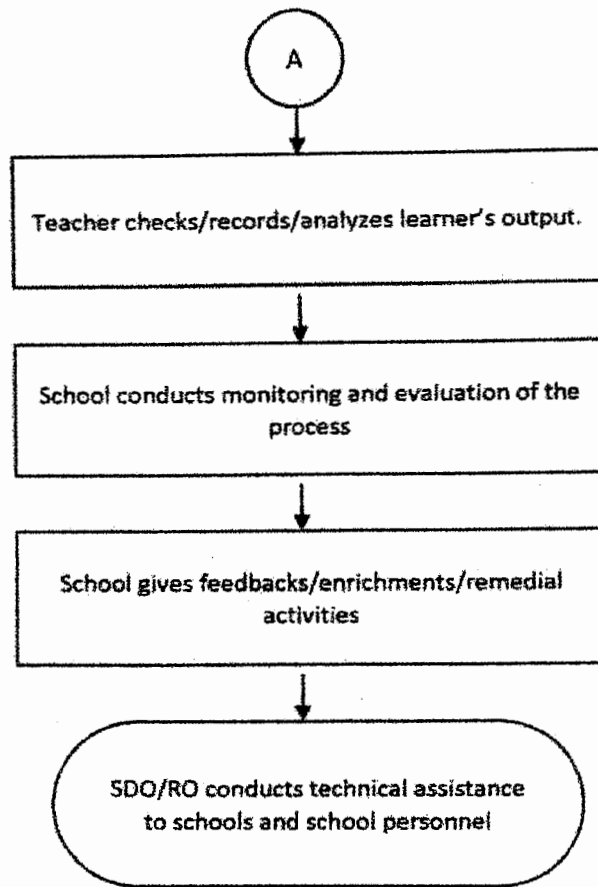 A
Teacher checks/records/analyzes learner's output.
School conducts monitoring and evaluation of the
process
School gives feedbacks/enrichments/remedial
activities
SDO/RO conducts technical assistance
to schools and school personnel